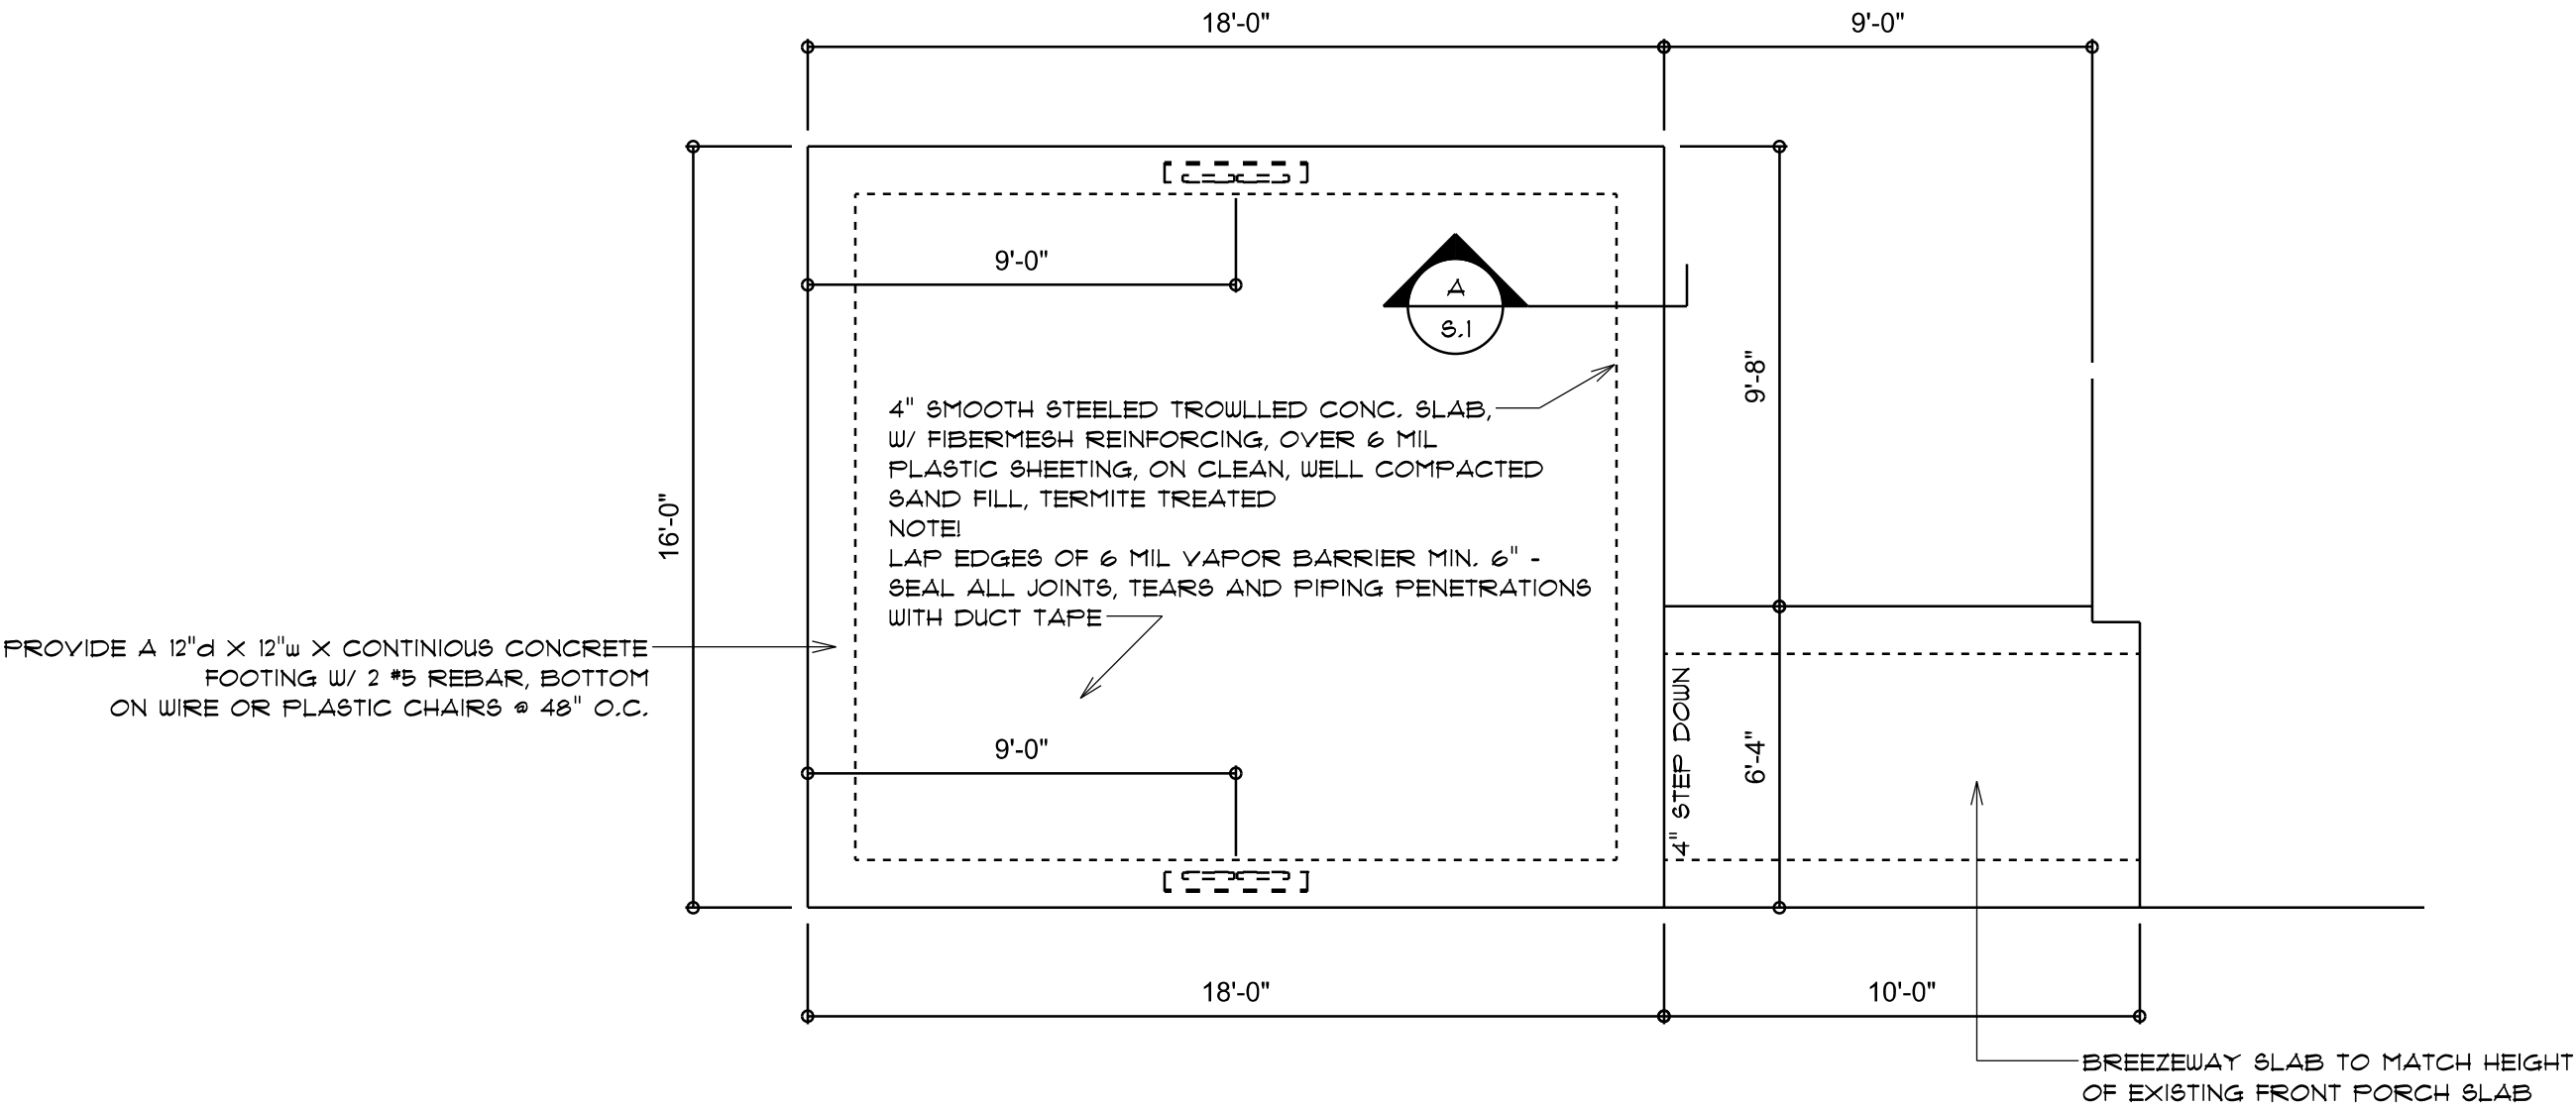 18'-0"
9'-0"
9'-0"
A
S.1
9'-8"
4" SMOOTH STEELED TROWLLED CONC. SLAB,
W/ FIBERMESH REINFORCING, OVER 6 MIL
PLASTIC SHEETING, ON CLEAN, WELL COMPACTED
SAND FILL, TERMITE TREATED
NOTE!
LAP EDGES OF 6 MIL VAPOR BARRIER MIN. 6" -
SEAL ALL JOINTS, TEARS AND PIPING PENETRATIONS
WITH DUCT TAPE
16'-0"
PROVIDE A 12"d X 12"w X CONTINIOUS CONCRETE
FOOTING W/ 2 #5 REBAR, BOTTOM
ON WIRE OR PLASTIC CHAIRS @ 48" O.C.
9'-0"
4" STEP DOWN
6'-4"
18'-0"
10'-0"
BREEZEWAY SLAB TO MATCH HEIGHT
OF EXISTING FRONT PORCH SLAB